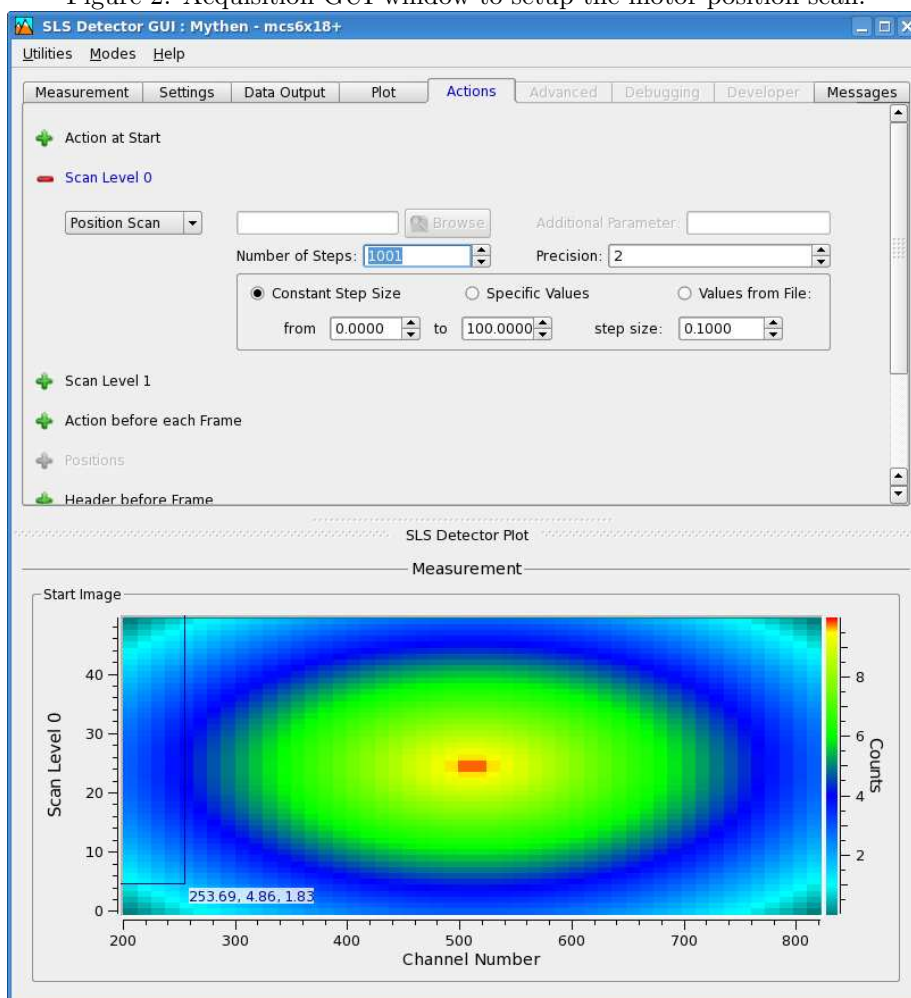 Figure 2: Acquisition GUI window to setup the motor position scan.
SLS Detector GUI : Mythen - mcs6x18+
Utilities Modes Help
Measurement Settings Data Output Plot Actions Advanced Debugging Developer Messages
Action at Start
Scan Level 0
Position Scan Browse Additional Parameter:
Number of Steps: 1001 Precision: 2
Constant Step Size Specific Values Values from File:
from 0.0000 to 100.0000 step size: 0.1000
Scan Level 1
Action before each Frame
Positions
Header before Frame
SLS Detector Plot
Measurement
Start Image
40
30
20
10
0
Scan Level 0
253.69, 4.86, 1.83
8
6
4
2
Counts
200 300 400 500 600 700 800
Channel Number